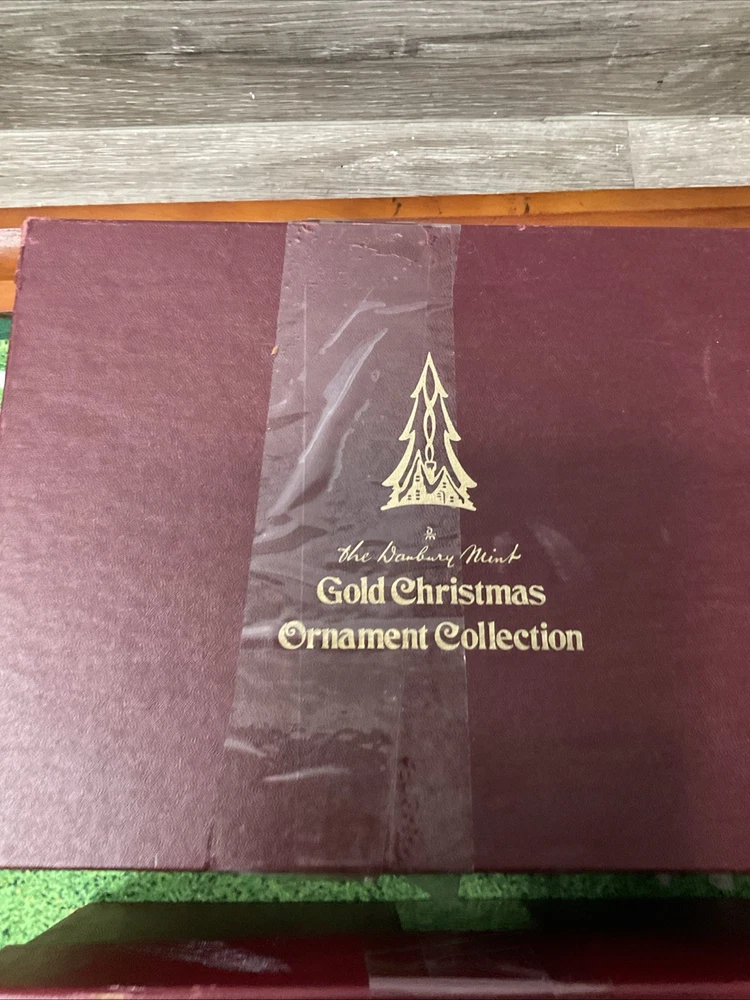 the Danbury Mint
Gold Christmas
Ornament Collection